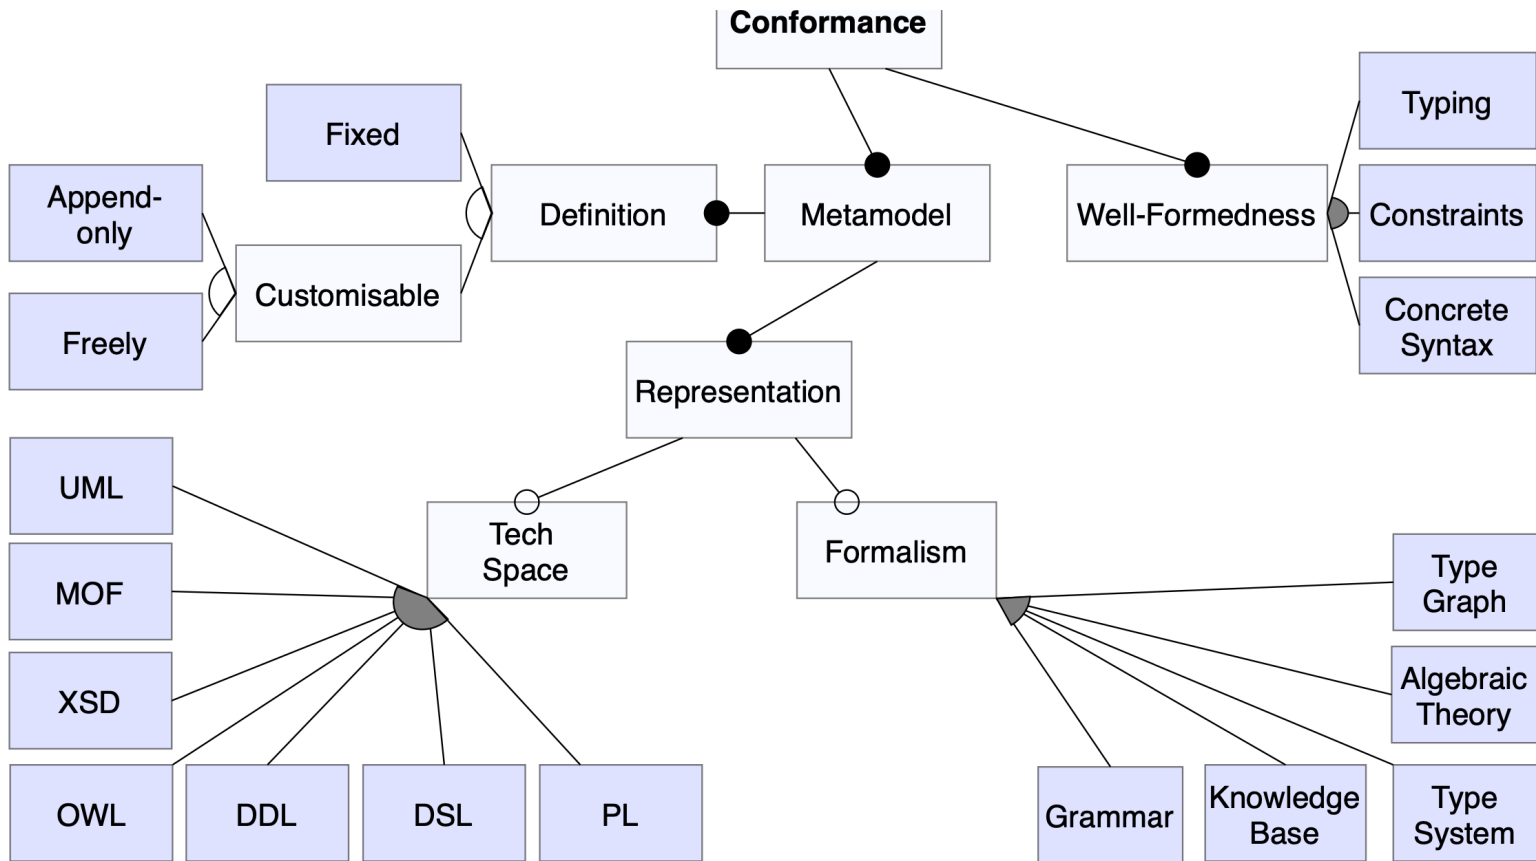 Conformance
Typing
Fixed
Append-
only
Definition
Metamodel
Well-Formedness
Constraints
Customisable
Freely
Concrete
Syntax
Representation
UML
Tech
Space
Formalism
MOF
Type
Graph
XSD
Algebraic
Theory
OWL
DDL
DSL
PL
Grammar
Knowledge
Base
Type
System